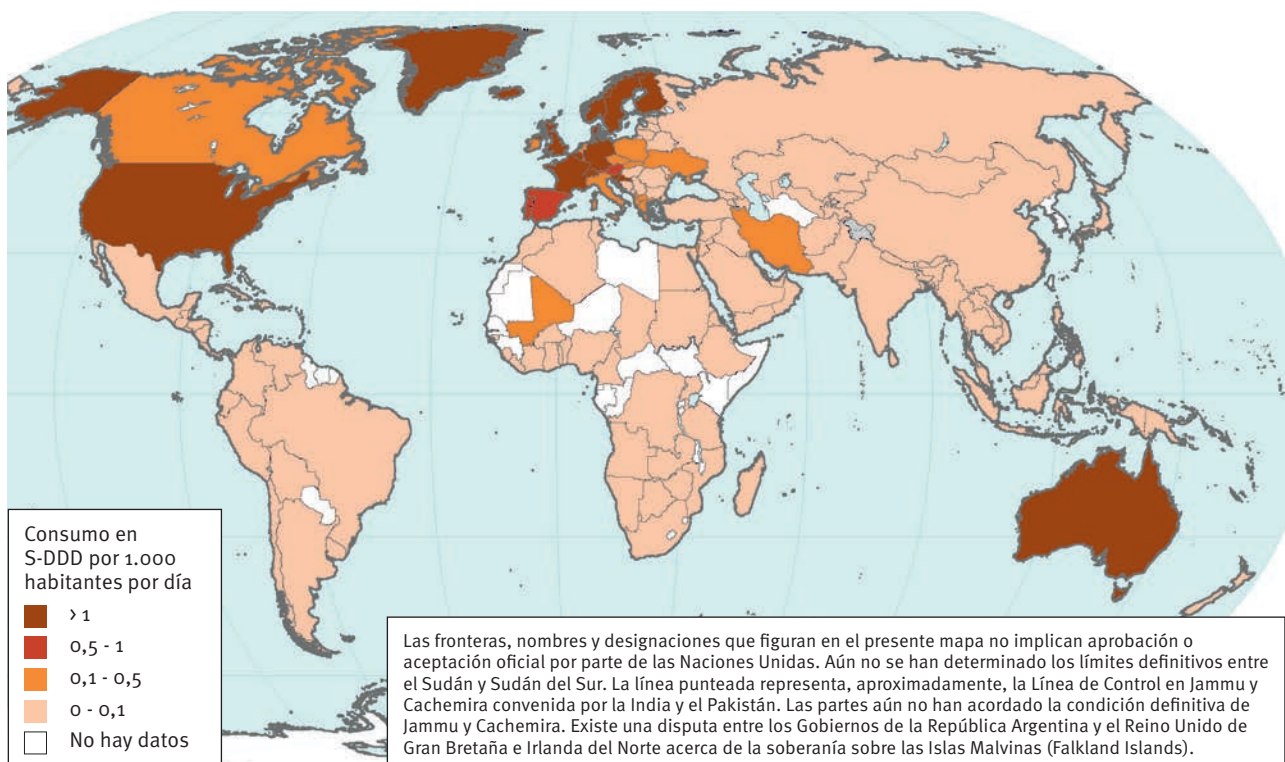 Consumo en
S-DDD por 1.000
habitantes por día
> 1
0,5 - 1
0,1 - 0,5
0 - 0,1
No hay datos
Las fronteras, nombres y designaciones que figuran en el presente mapa no implican aprobación o
aceptación oficial por parte de las Naciones Unidas. Aún no se han determinado los límites definitivos entre
el Sudán y Sudán del Sur. La línea punteada representa, aproximadamente, la Línea de Control en Jammu y
Cachemira convenida por la India y el Pakistán. Las partes aún no han acordado la condición definitiva de
Jammu y Cachemira. Existe una disputa entre los Gobiernos de la República Argentina y el Reino Unido de
Gran Bretaña e Irlanda del Norte acerca de la soberanía sobre las Islas Malvinas (Falkland Islands).